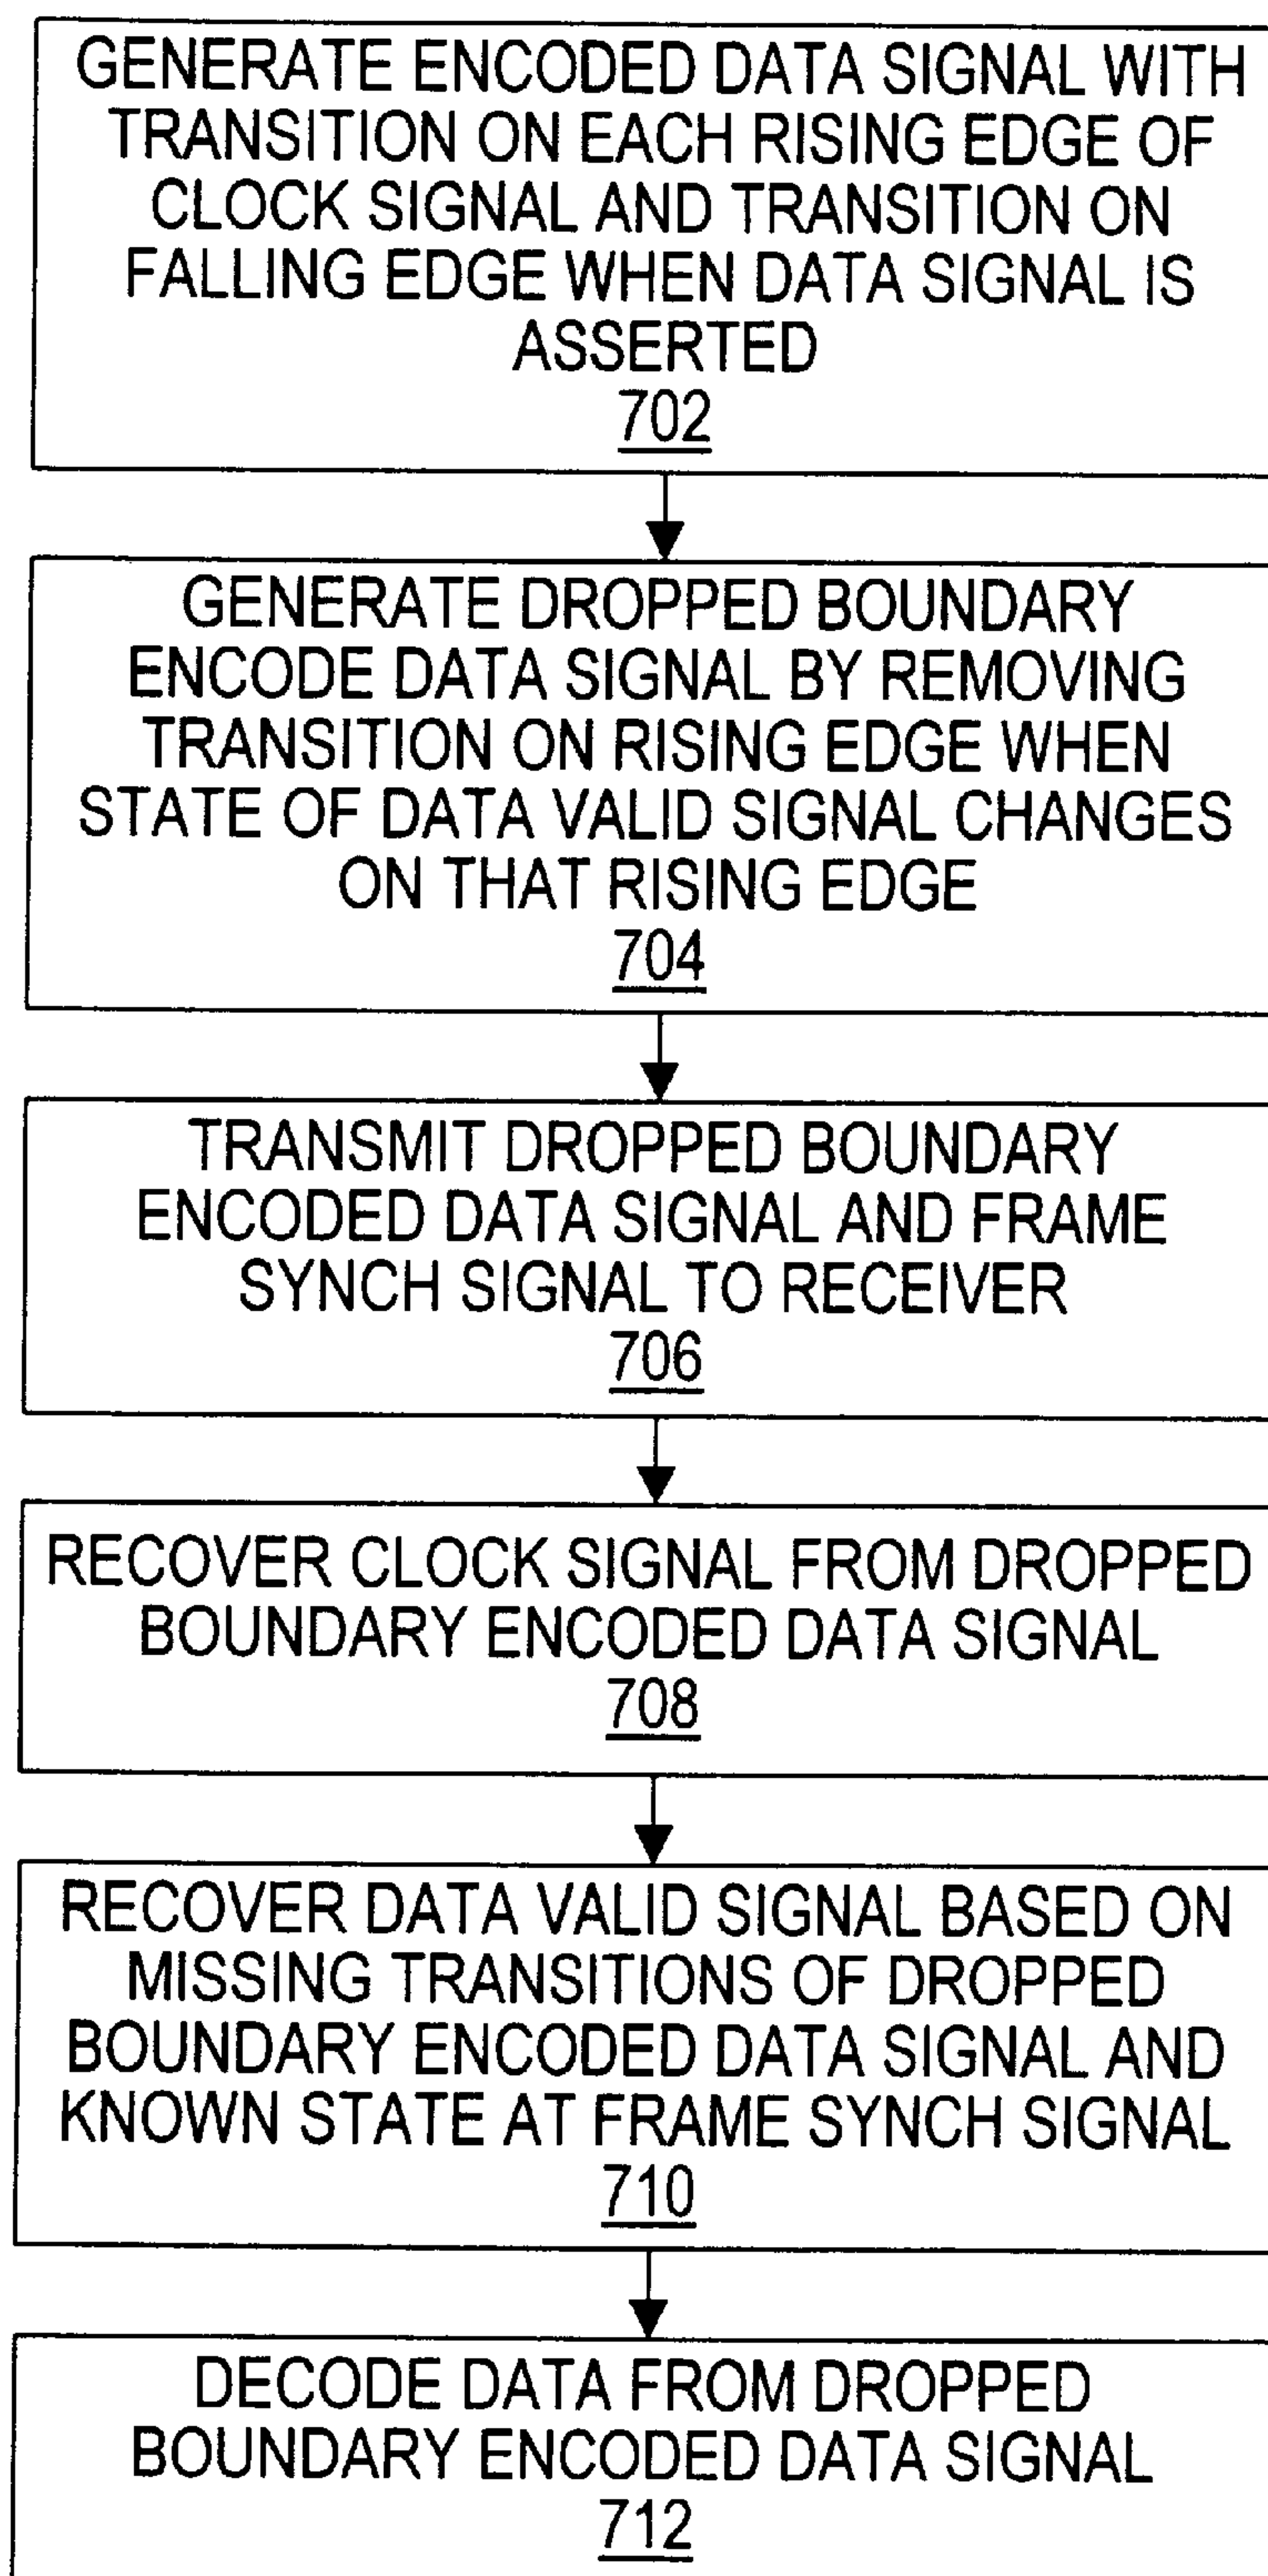 GENERATE ENCODED DATA SIGNAL WITH
TRANSITION ON EACH RISING EDGE OF
CLOCK SIGNAL AND TRANSITION ON
FALLING EDGE WHEN DATA SIGNAL IS
ASSERTED
702
GENERATE DROPPED BOUNDARY
ENCODE DATA SIGNAL BY REMOVING
TRANSITION ON RISING EDGE WHEN
STATE OF DATA VALID SIGNAL CHANGES
ON THAT RISING EDGE
704
TRANSMIT DROPPED BOUNDARY
ENCODED DATA SIGNAL AND FRAME
SYNCH SIGNAL TO RECEIVER
706
RECOVER CLOCK SIGNAL FROM DROPPED
BOUNDARY ENCODED DATA SIGNAL
708
RECOVER DATA VALID SIGNAL BASED ON
MISSING TRANSITIONS OF DROPPED
BOUNDARY ENCODED DATA SIGNAL AND
KNOWN STATE AT FRAME SYNCH SIGNAL
710
DECODE DATA FROM DROPPED
BOUNDARY ENCODED DATA SIGNAL
712